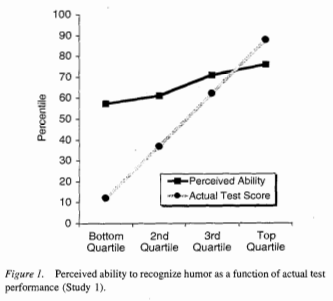 100
90
80
70
60
50
40
30
20
10
0
Percentile
Perceived Ability
Actual Test Score
Bottom Quartile
2nd Quartile
3rd Quartile
Top Quartile
Figure 1. Perceived ability to recognize humor as a function of actual test
performance (Study 1).